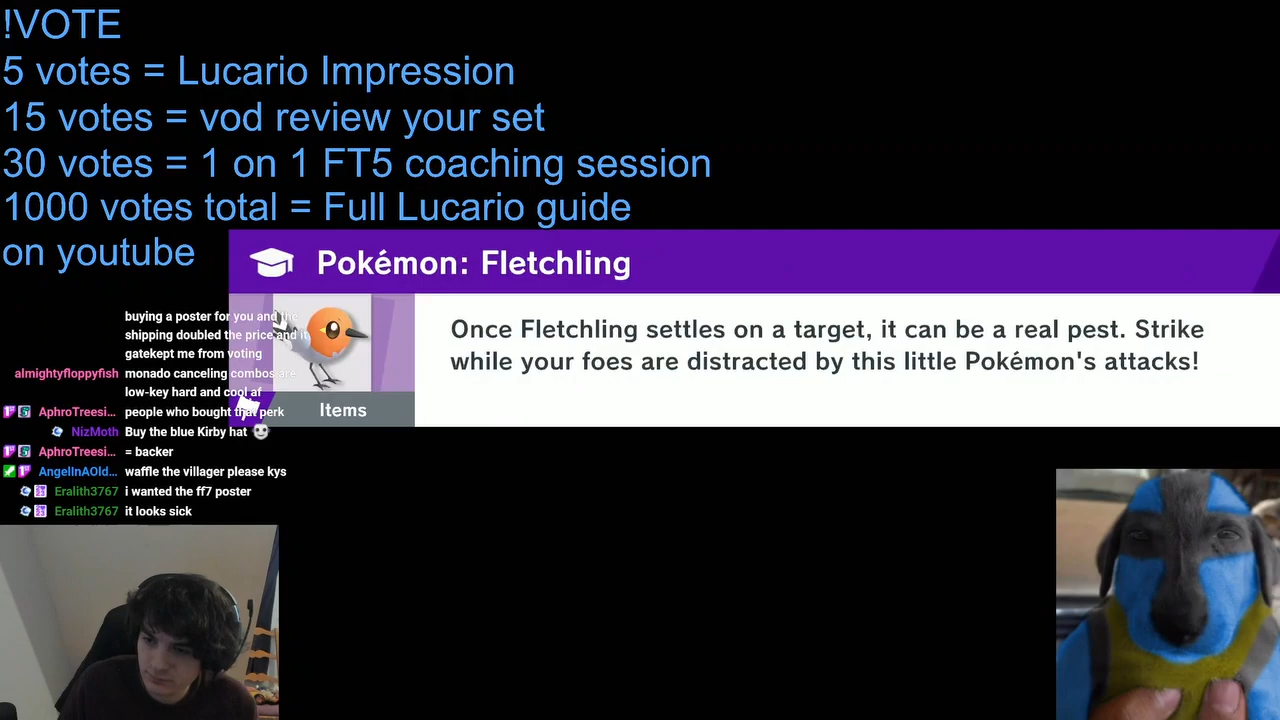 !VOTE
5 votes = Lucario Impression
15 votes = vod review your set
30 votes = 1 on 1 FT5 coaching session
1000 votes total = Full Lucario guide
on youtube
Pokémon: Fletchling
Once Fletchling settles on a target, it can be a real pest. Strike
while your foes are distracted by this little Pokémon's attacks!
Items
buying a poster for you and the
shipping doubled the price and it
gatekept me from voting
almightyfloppyfish monado canceling combos are
low-key hard and cool af
AphroTreesi... people who bought that perk
NizMoth Buy the blue Kirby hat
AphroTreesi... = backer
AngelInAOld... waffle the villager please kys
Eralith3767 i wanted the ff7 poster
Eralith3767 it looks sick